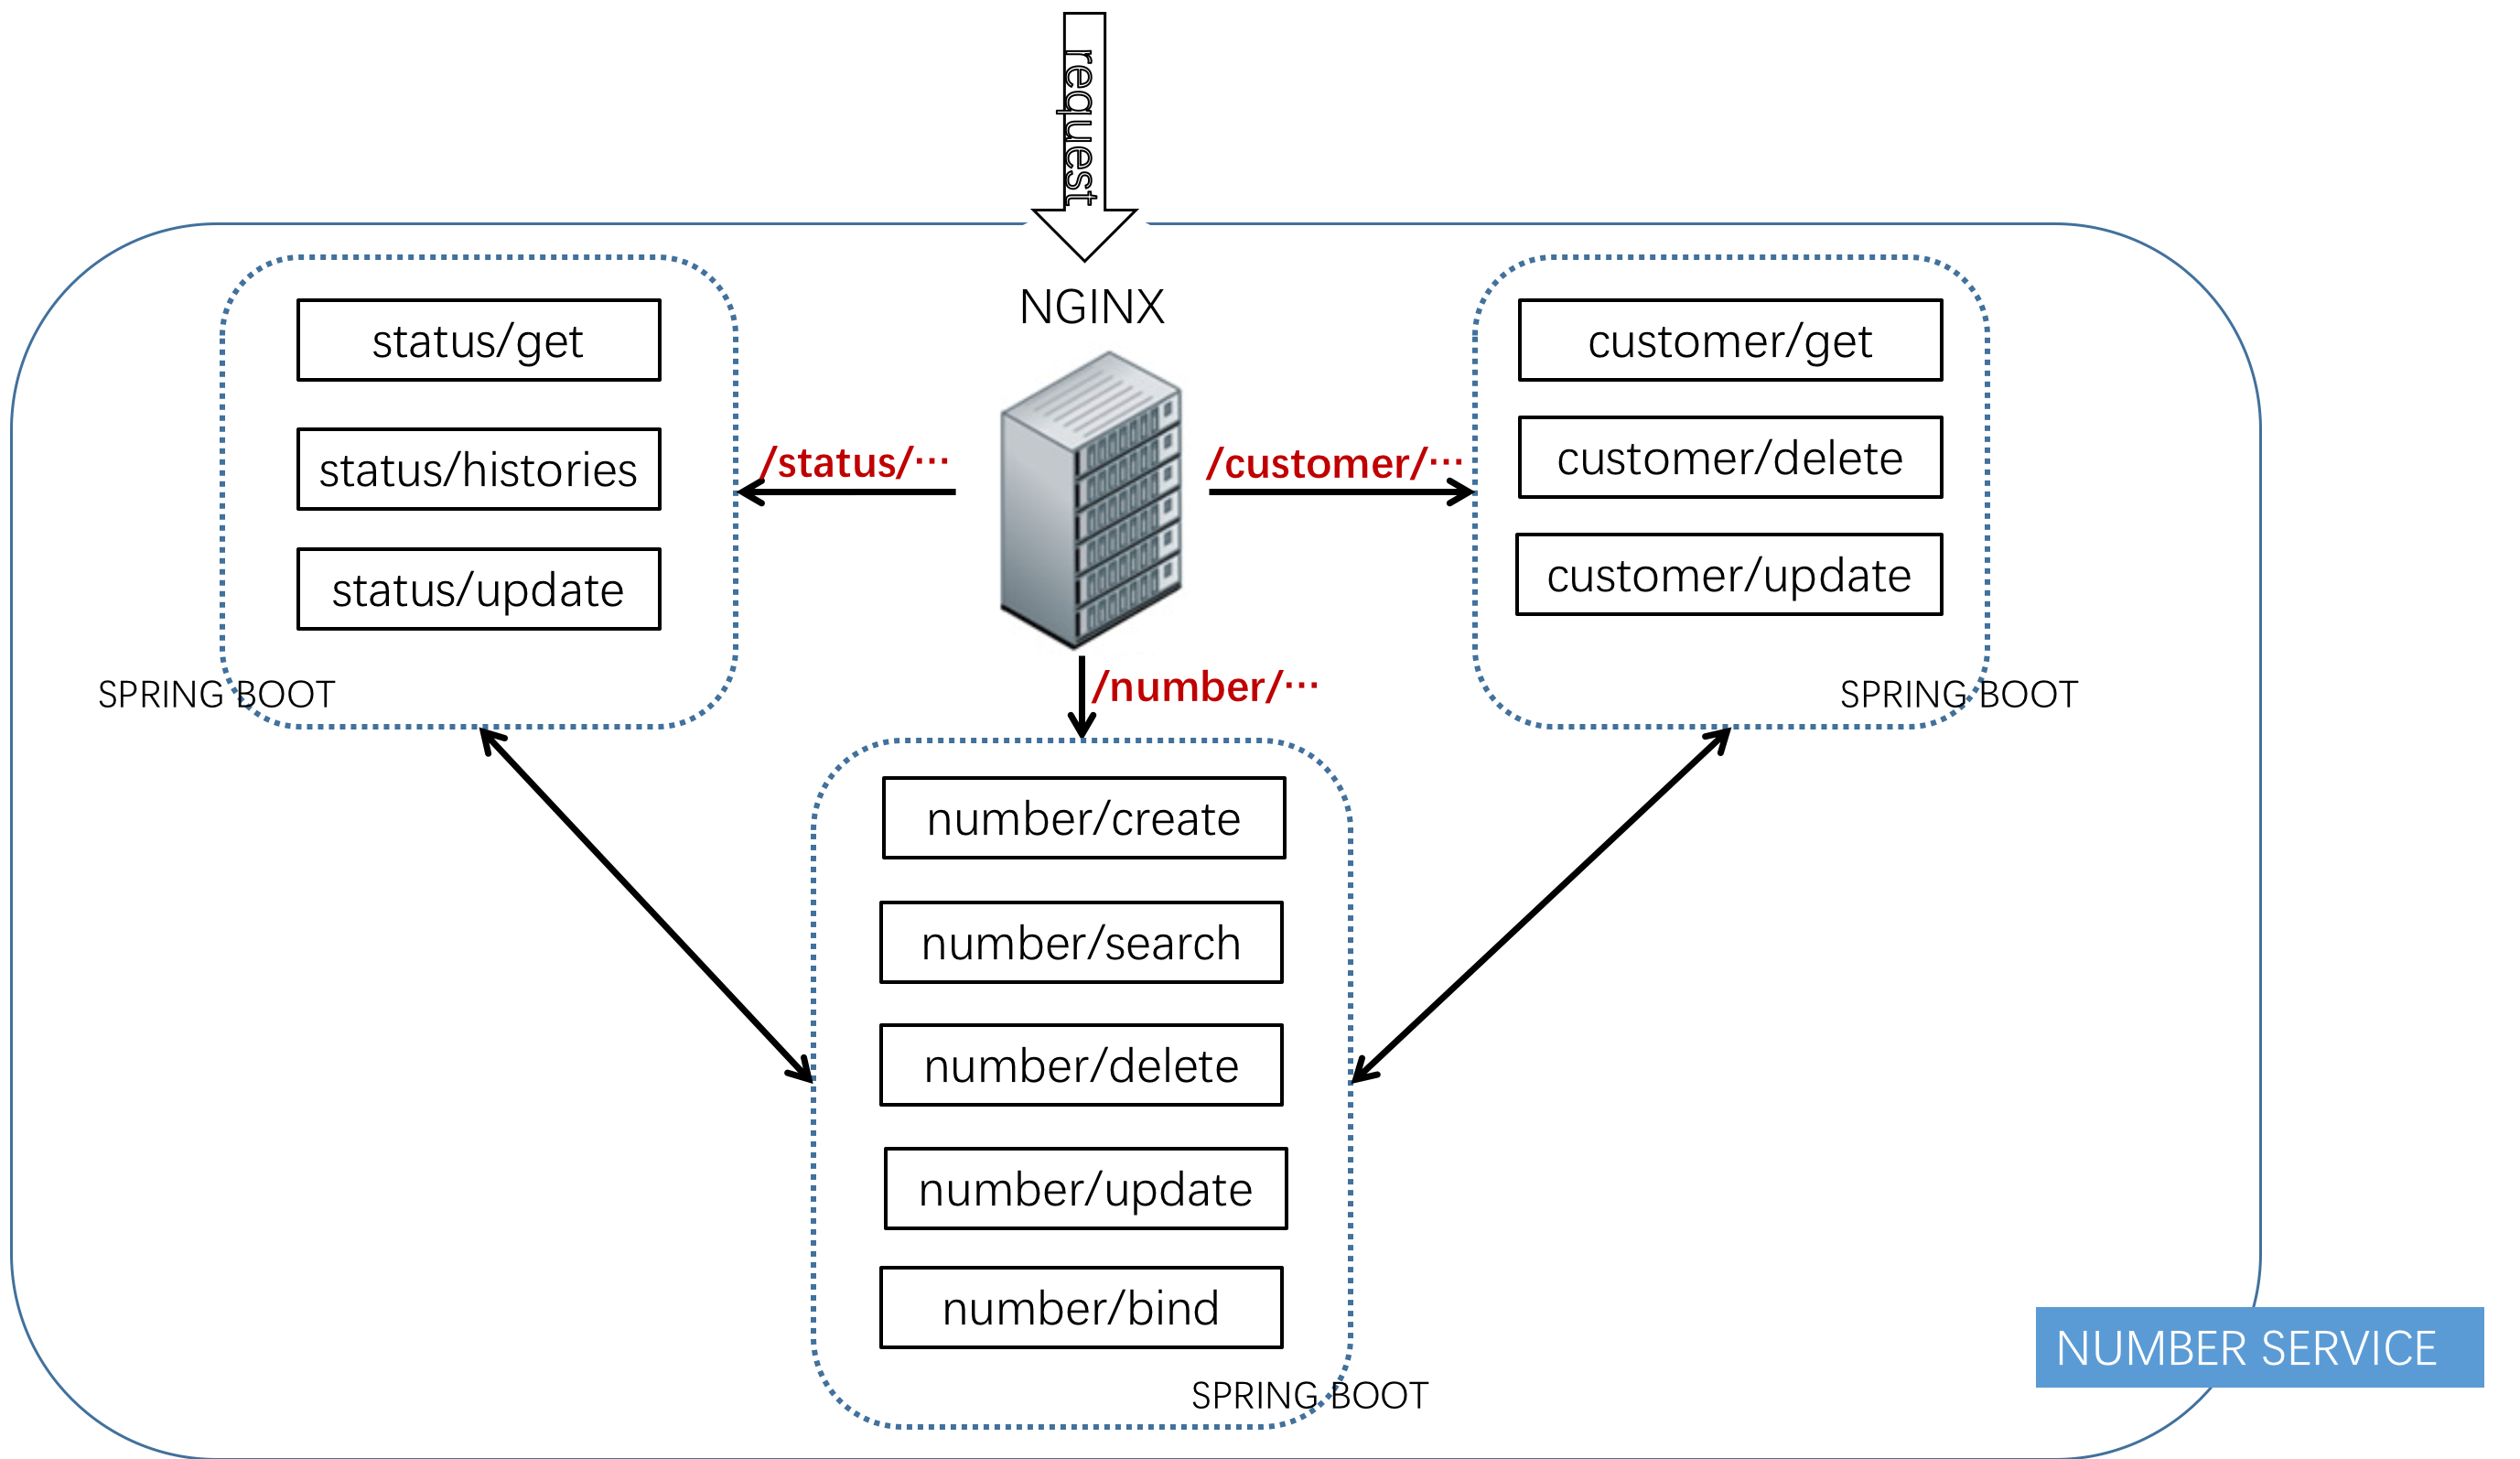 request
NGINX
status/get
status/histories
status/update
SPRING BOOT
/status/⋯
/customer/⋯
/number/⋯
customer/get
customer/delete
customer/update
SPRING BOOT
number/create
number/search
number/delete
number/update
number/bind
SPRING BOOT
NUMBER SERVICE